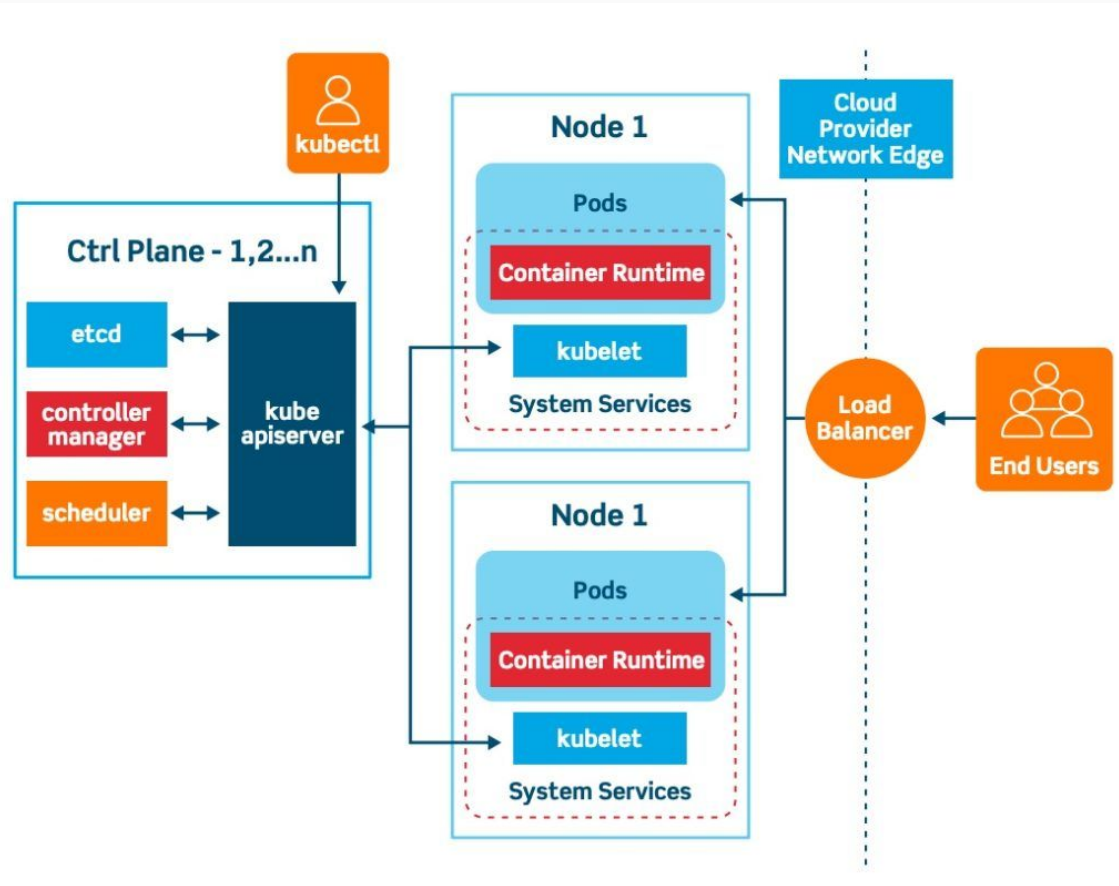 kubectl
Ctrl Plane - 1,2...n
etcd
controller
manager
scheduler
kube
apiserver
Node 1
Pods
Container Runtime
kubelet
System Services
Node 1
Pods
Container Runtime
kubelet
System Services
Cloud
Provider
Network Edge
Load
Balancer
End Users